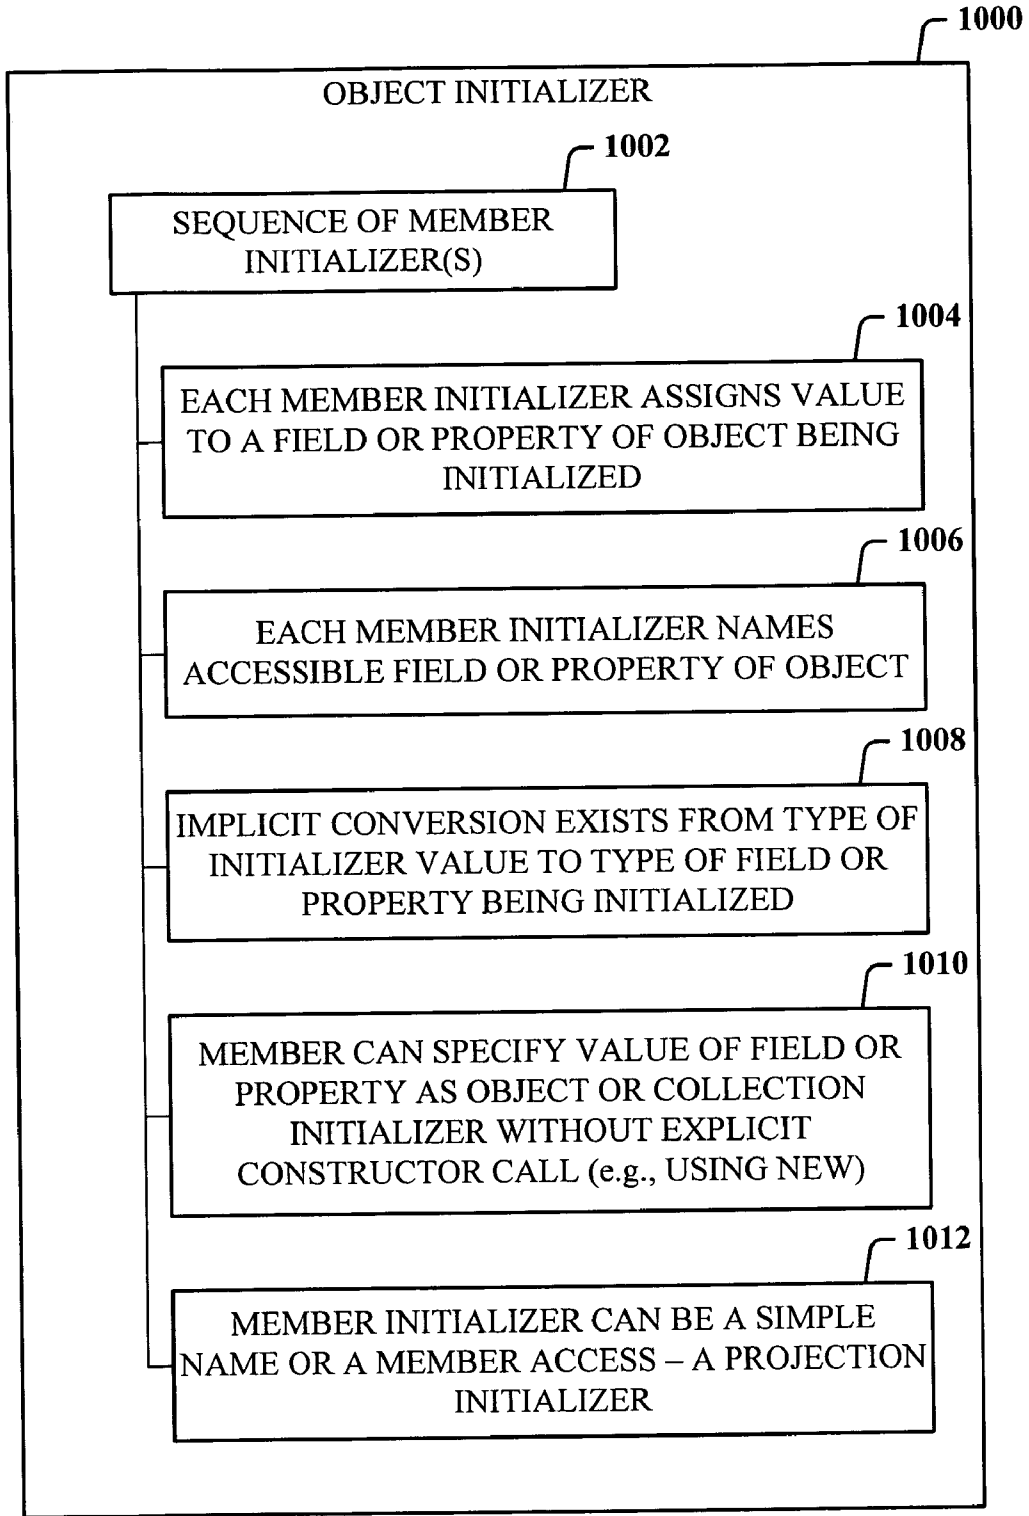 1000
OBJECT INITIALIZER
1002
SEQUENCE OF MEMBER
INITIALIZER(S)
1004
EACH MEMBER INITIALIZER ASSIGNS VALUE
TO A FIELD OR PROPERTY OF OBJECT BEING
INITIALIZED
1006
EACH MEMBER INITIALIZER NAMES
ACCESSIBLE FIELD OR PROPERTY OF OBJECT
1008
IMPLICIT CONVERSION EXISTS FROM TYPE OF
INITIALIZER VALUE TO TYPE OF FIELD OR
PROPERTY BEING INITIALIZED
1010
MEMBER CAN SPECIFY VALUE OF FIELD OR
PROPERTY AS OBJECT OR COLLECTION
INITIALIZER WITHOUT EXPLICIT
CONSTRUCTOR CALL (e.g., USING NEW)
1012
MEMBER INITIALIZER CAN BE A SIMPLE
NAME OR A MEMBER ACCESS – A PROJECTION
INITIALIZER